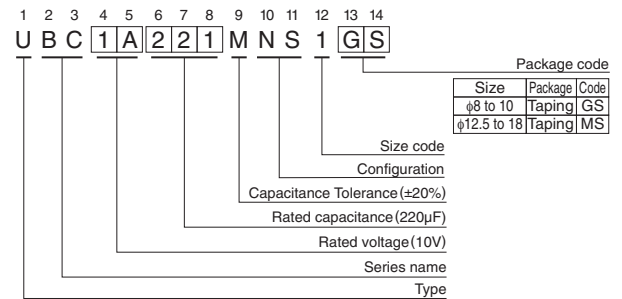 1 2 3 4 5 6 7 8 9 10 11 12 13 14
U B C 1 A 2 2 1 M N S 1 G S
Package code
Size Package Code
ϕ8 to 10 Taping GS
ϕ12.5 to 18 Taping MS
Size code
Configuration
Capacitance Tolerance (±20%)
Rated capacitance (220µF)
Rated voltage (10V)
Series name
Type